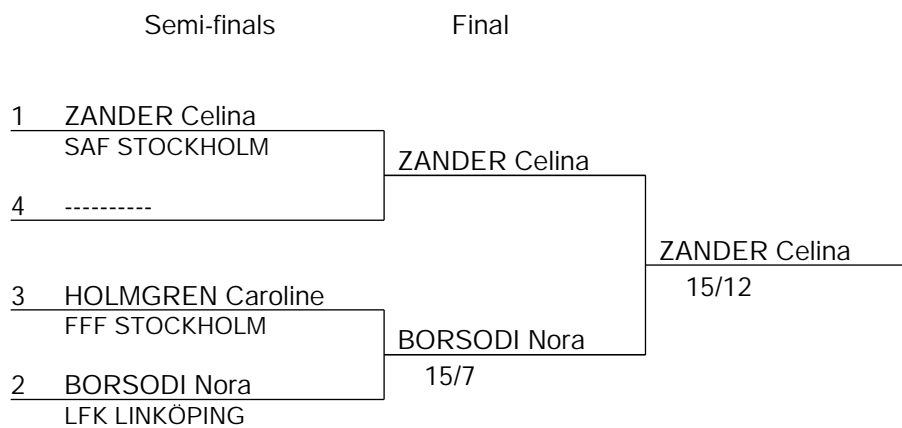 Semi-finals Final
1 ZANDER Celina
SAF STOCKHOLM
ZANDER Celina
4 ----------
ZANDER Celina
15/12
3 HOLMGREN Caroline
FFF STOCKHOLM
BORSODI Nora
15/7
2 BORSODI Nora
LFK LINKÖPING